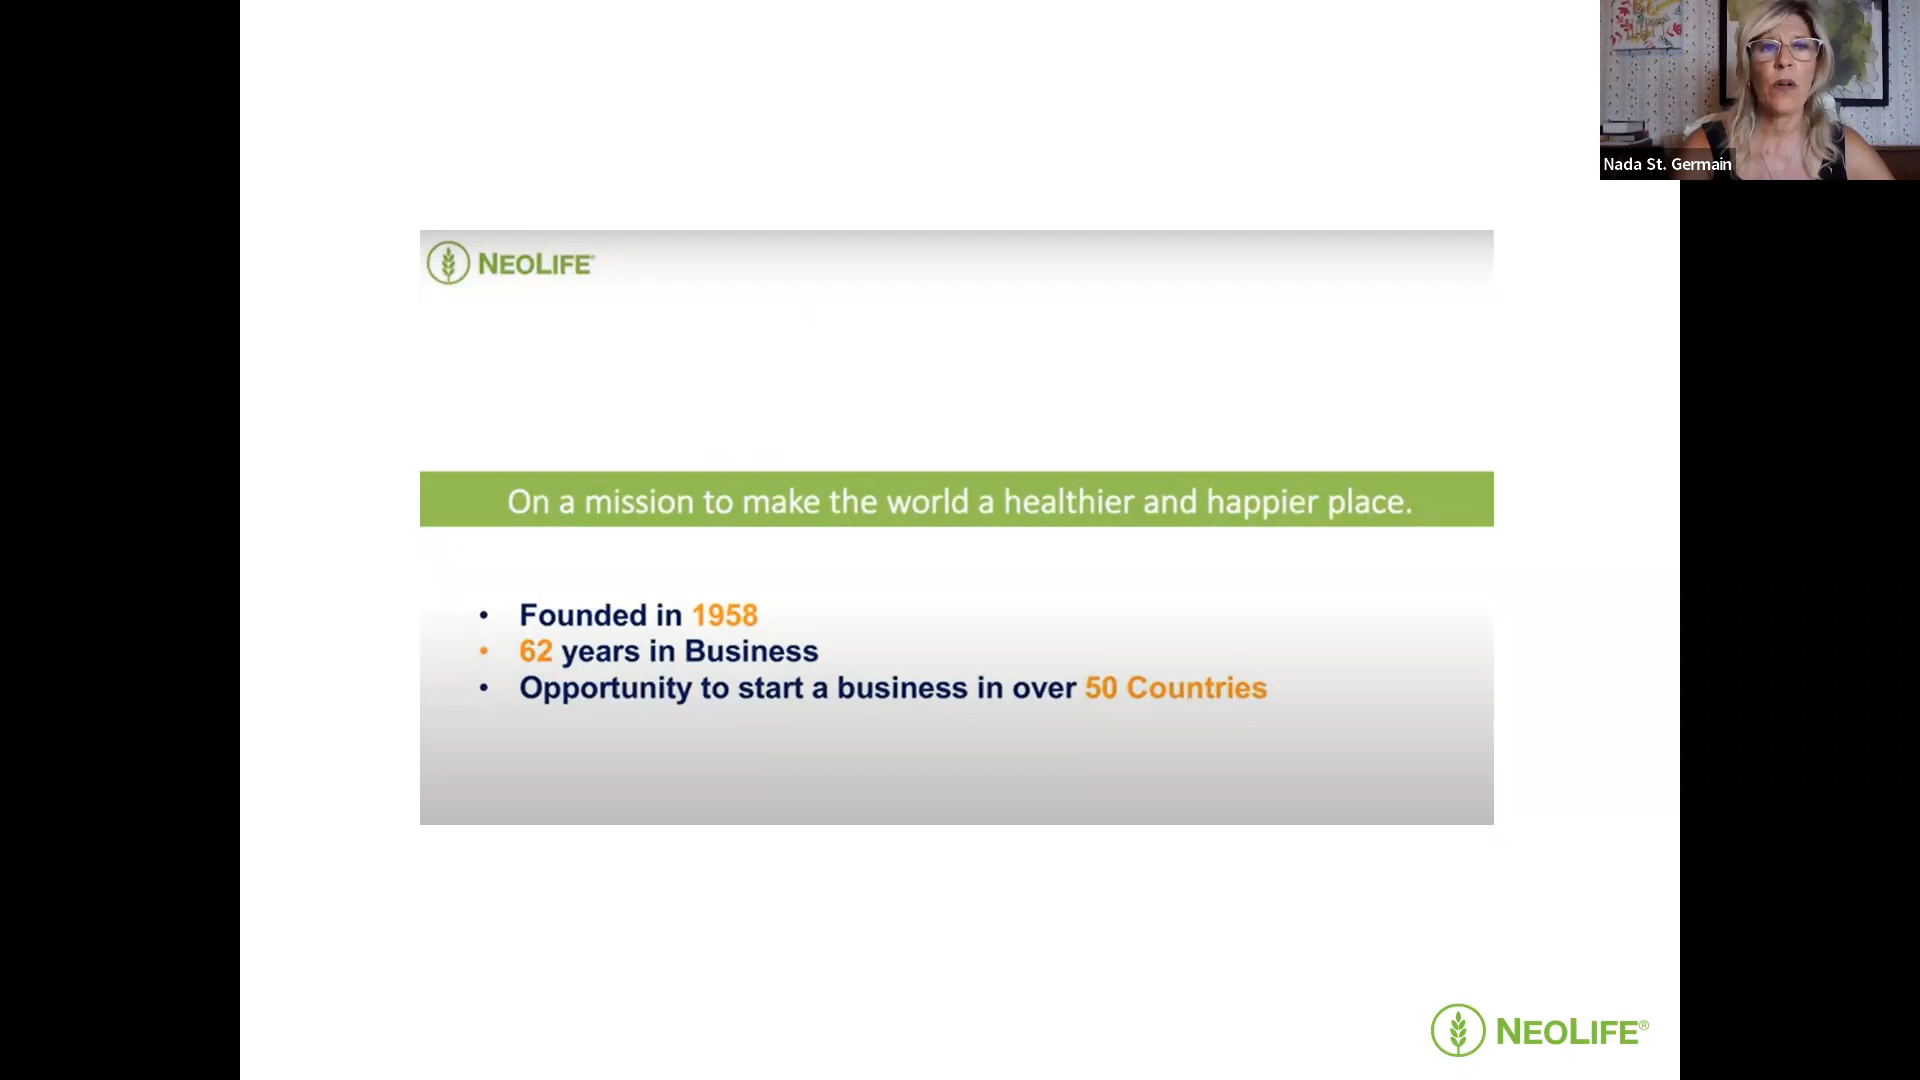 Nada St. Germain
NEOLIFE®
On a mission to make the world a healthier and happier place.
• Founded in 1958
• 62 years in Business
• Opportunity to start a business in over 50 Countries
NEOLIFE®